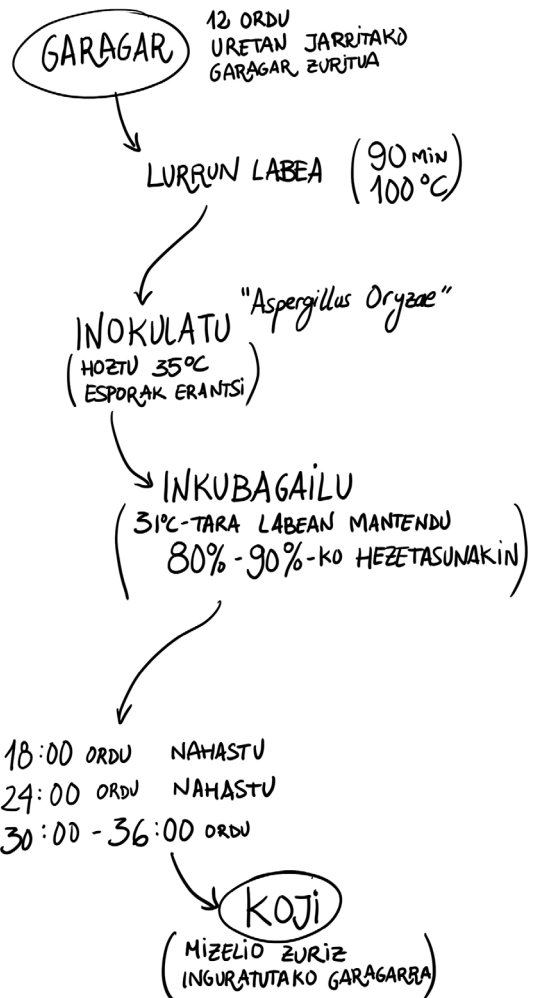 12 ORDU
GARAGAR
URETAN JARRITAKO
GARAGAR ZURITUA
LURRUN LABEA
(90 MIN
100°C)
"Aspergillus Oryzae"
INOKULATU
(HOZTU 35°C
ESPORAK ERANTSI)
INKUBAGAILU
(31°C-TARA LABEAN MANTENDU
80%-90%-KO HEZETASUNAKIN)
18:00 ORDU NAHASTU
24:00 ORDU NAHASTU
30:00 - 36:00 ORDU
KOJI
(MIZELIO ZURIZ
INGURATUTAKO GARAGARRA)